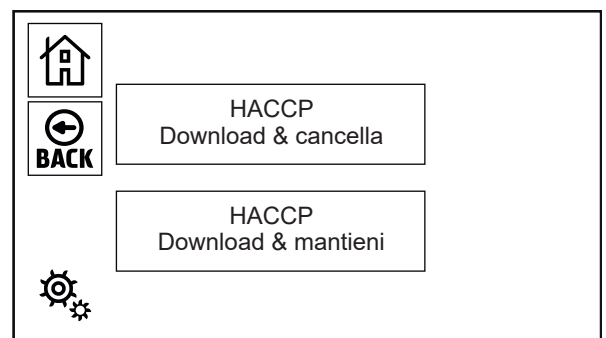 HACCP
Download & cancella
BACK
HACCP
Download & mantieni